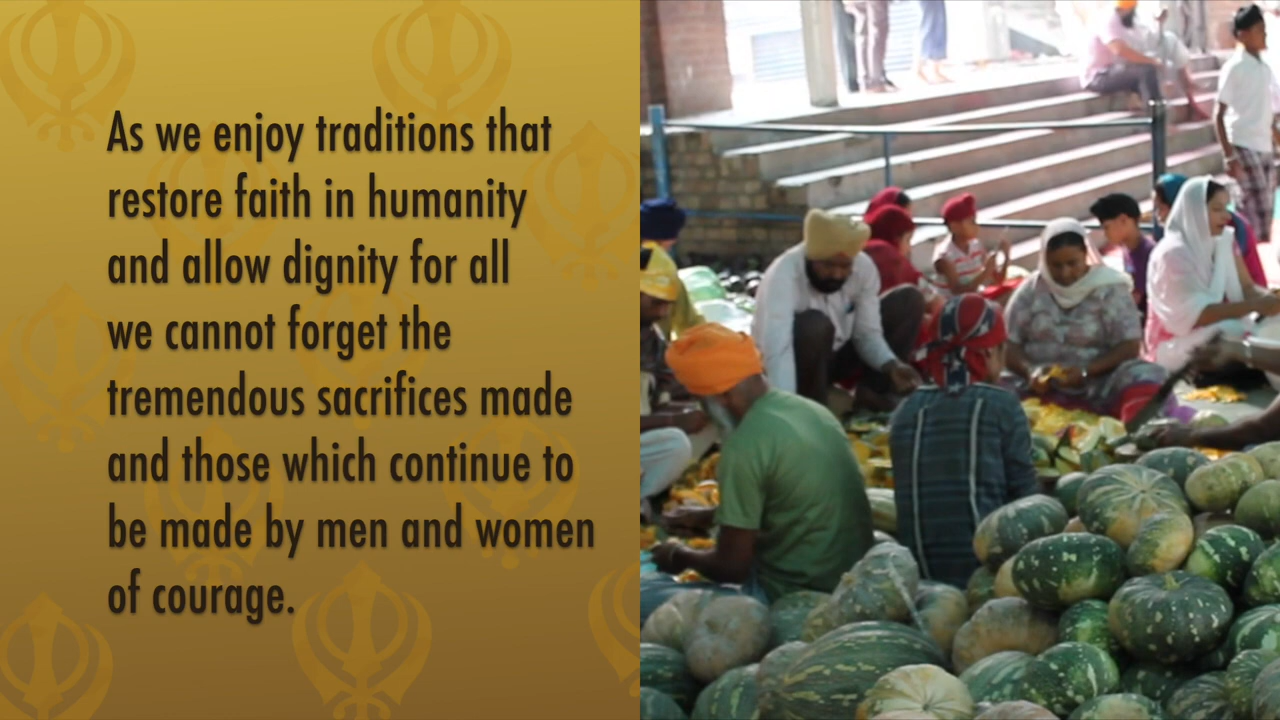 As we enjoy traditions that
restore faith in humanity
and allow dignity for all
we cannot forget the
tremendous sacrifices made
and those which continue to
be made by men and women
of courage.